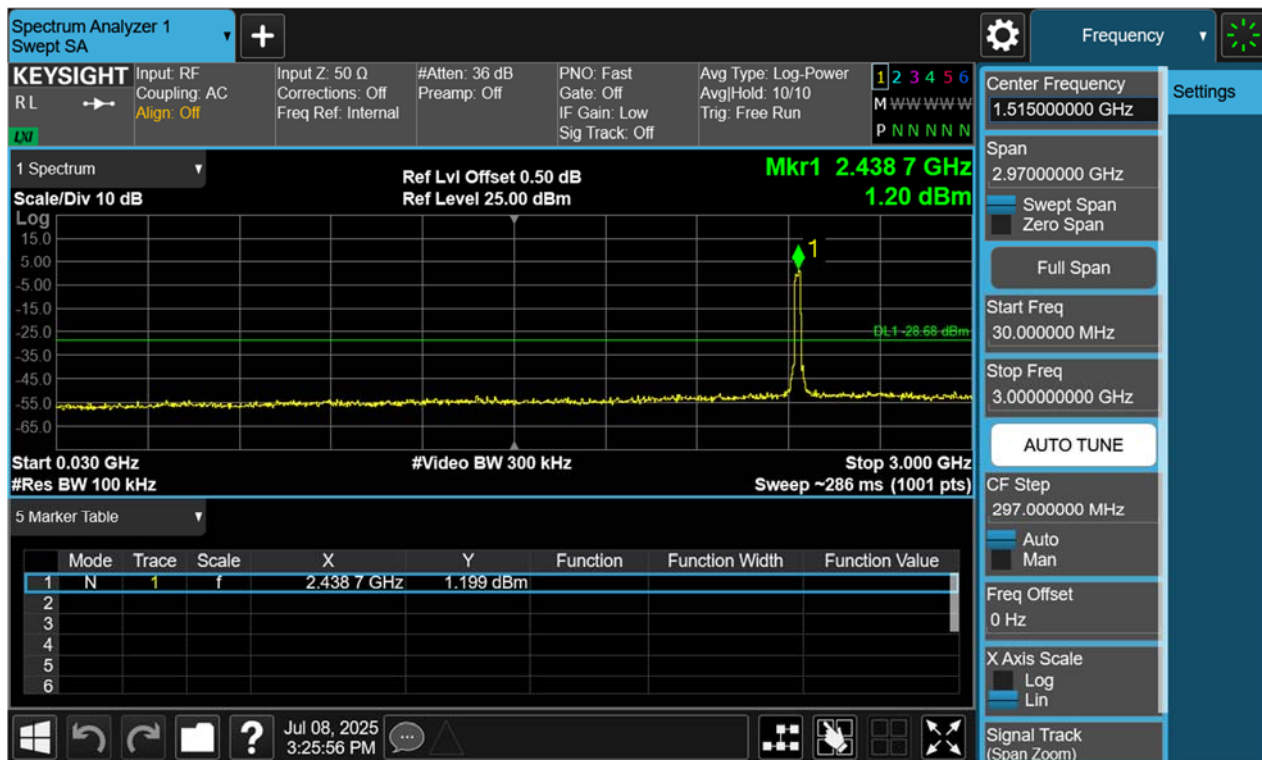 Spectrum Analyzer 1
Swept SA
Frequency
KEYSIGHT
RL
LXI
Input: RF
Coupling: AC
Align: Off
Input Z: 50 Ω
Corrections: Off
Freq Ref: Internal
#Atten: 36 dB
Preamp: Off
PNO: Fast
Gate: Off
IF Gain: Low
Sig Track: Off
Avg Type: Log-Power
Avg|Hold: 10/10
Trig: Free Run
1 2 3 4 5 6
M W W W W W
P N N N N N
1 Spectrum
Scale/Div 10 dB
Ref Lvl Offset 0.50 dB
Ref Level 25.00 dBm
Mkr1 2.438 7 GHz
1.20 dBm
Log
15.0
5.00
-5.00
-15.0
-25.0
-35.0
-45.0
-55.0
-65.0
1
DL1 -28.68 dBm
Start 0.030 GHz
#Res BW 100 kHz
#Video BW 300 kHz
Stop 3.000 GHz
Sweep ~286 ms (1001 pts)
5 Marker Table
Mode Trace Scale X Y Function Function Width Function Value
1 N 1 f 2.438 7 GHz 1.199 dBm
2
3
4
5
6
?
Jul 08, 2025
3:25:56 PM
Center Frequency
1.515000000 GHz
Span
2.97000000 GHz
Swept Span
Zero Span
Full Span
Start Freq
30.000000 MHz
Stop Freq
3.000000000 GHz
AUTO TUNE
CF Step
297.000000 MHz
Auto
Man
Freq Offset
0 Hz
X Axis Scale
Log
Lin
Signal Track
(Span Zoom)
Settings